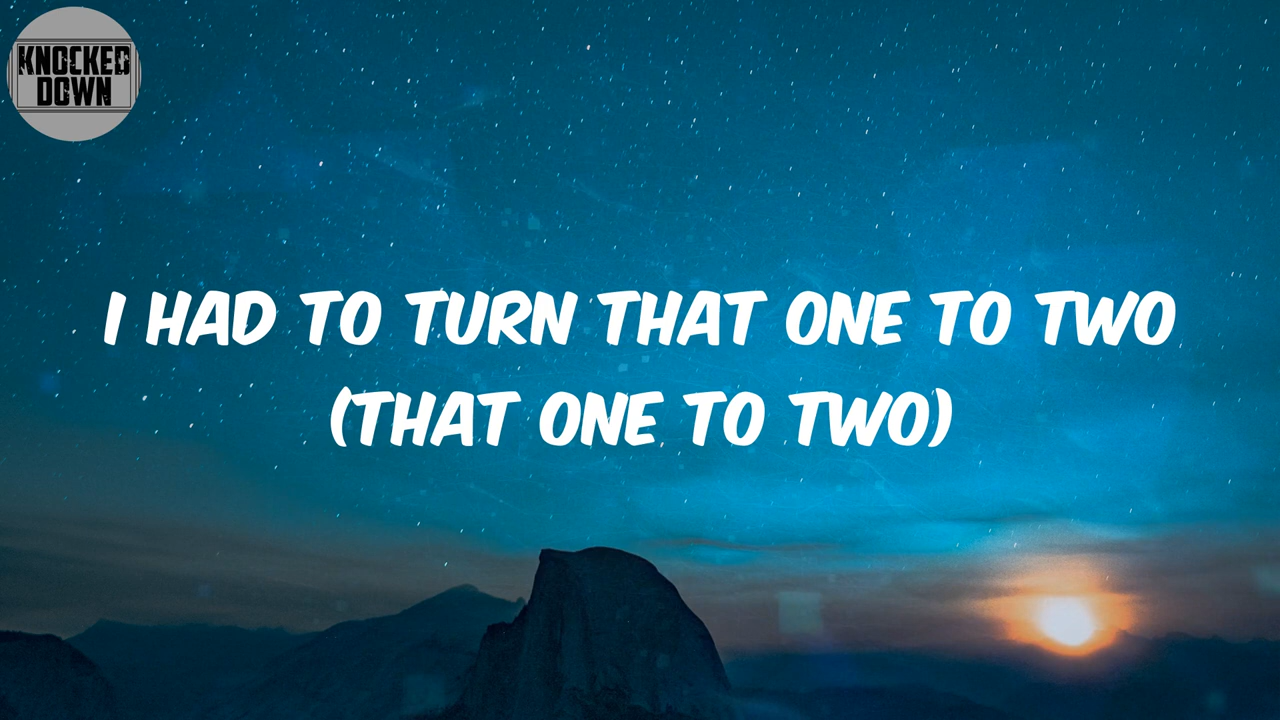 KNOCKED
DOWN
I HAD TO TURN THAT ONE TO TWO
(THAT ONE TO TWO)